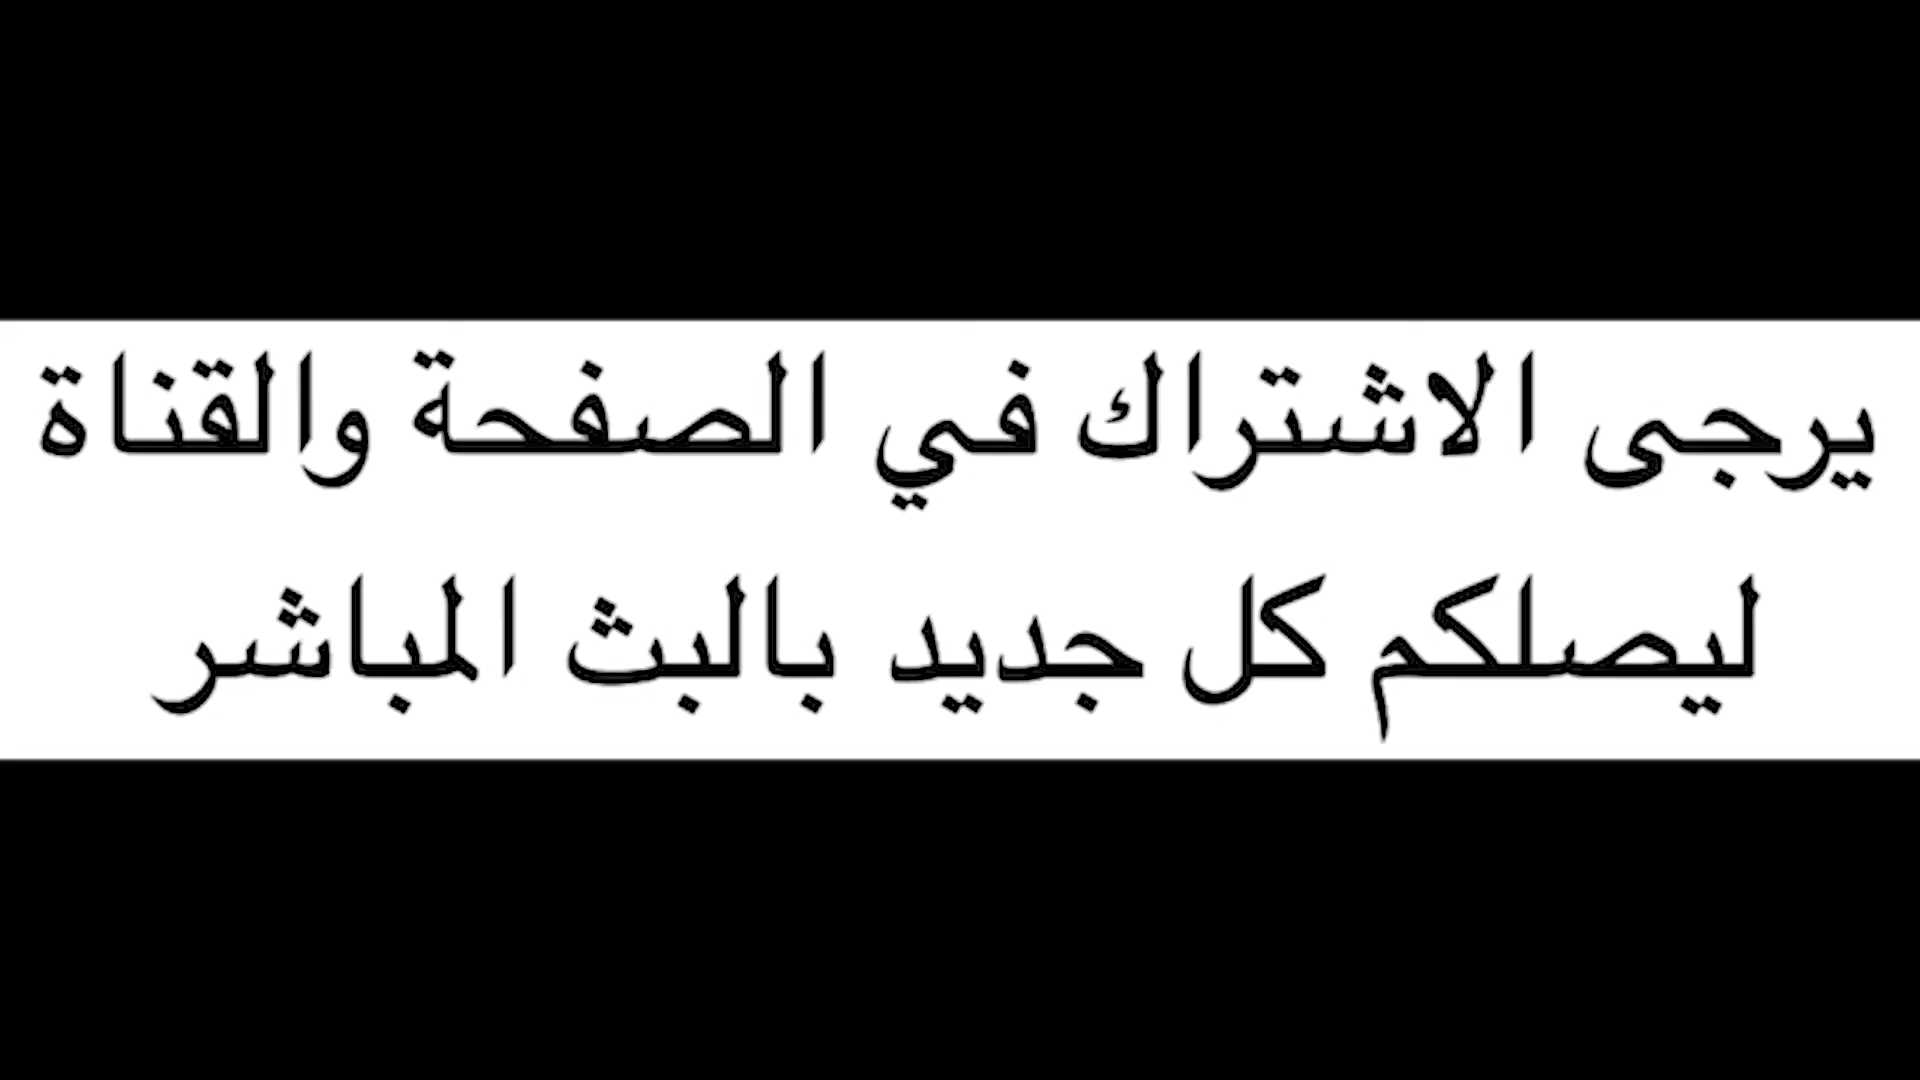 يرجى الاشتراك في الصفحة والقناة
ليصلكم كل جديد بالبث المباشر